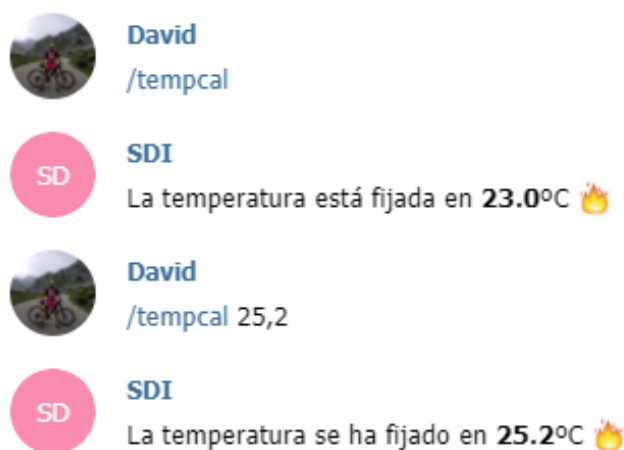 David
/tempcal
SD
SDI
La temperatura está fijada en 23.0ºC 🔥
David
/tempcal 25,2
SD
SDI
La temperatura se ha fijado en 25.2ºC 🔥